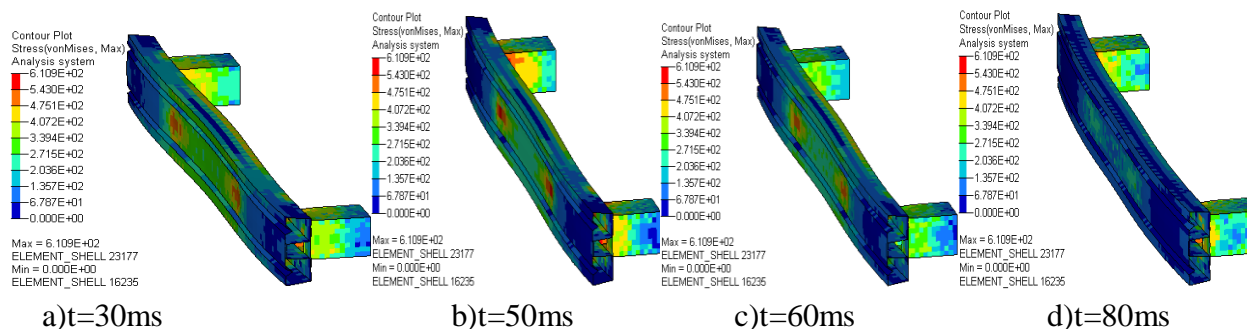 Contour Plot
Stress(vonMises, Max)
Analysis system
6.109E+02
5.430E+02
4.751E+02
4.072E+02
3.394E+02
2.715E+02
2.036E+02
1.357E+02
6.787E+01
0.000E+00
Max = 6.109E+02
ELEMENT_SHELL 23177
Min = 0.000E+00
ELEMENT_SHELL 16235
a)t=30ms
Contour Plot
Stress(vonMises, Max)
Analysis system
6.109E+02
5.430E+02
4.751E+02
4.072E+02
3.394E+02
2.715E+02
2.036E+02
1.357E+02
6.787E+01
0.000E+00
Max = 6.109E+02
ELEMENT_SHELL 23177
Min = 0.000E+00
ELEMENT_SHELL 16235
b)t=50ms
Contour Plot
Stress(vonMises, Max)
Analysis system
6.109E+02
5.430E+02
4.751E+02
4.072E+02
3.394E+02
2.715E+02
2.036E+02
1.357E+02
6.787E+01
0.000E+00
Max = 6.109E+02
ELEMENT_SHELL 23177
Min = 0.000E+00
ELEMENT_SHELL 16235
c)t=60ms
Contour Plot
Stress(vonMises, Max)
Analysis system
6.109E+02
5.430E+02
4.751E+02
4.072E+02
3.394E+02
2.715E+02
2.036E+02
1.357E+02
6.787E+01
0.000E+00
Max = 6.109E+02
ELEMENT_SHELL 23177
Min = 0.000E+00
ELEMENT_SHELL 16235
d)t=80ms